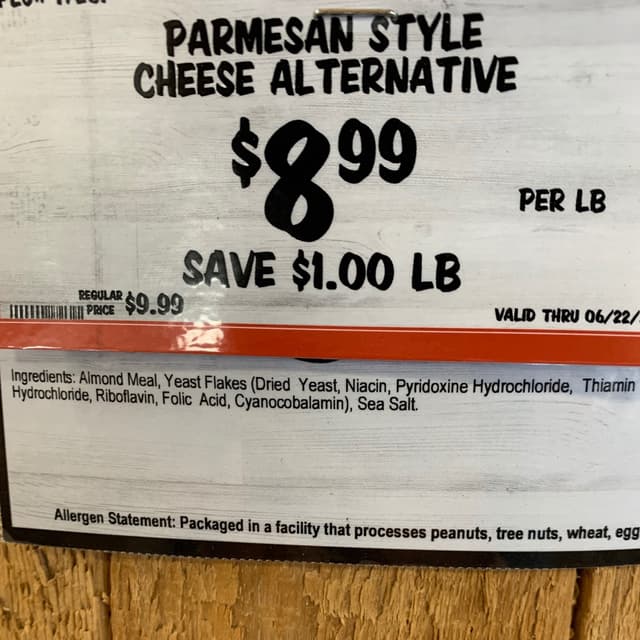 PARMESAN STYLE
CHEESE ALTERNATIVE
$8.99
PER LB
SAVE $1.00 LB
REGULAR PRICE $9.99
VALID THRU 06/22/
Ingredients: Almond Meal, Yeast Flakes (Dried Yeast, Niacin, Pyridoxine Hydrochloride, Thiamin
Hydrochloride, Riboflavin, Folic Acid, Cyanocobalamin), Sea Salt.
Allergen Statement: Packaged in a facility that processes peanuts, tree nuts, wheat, egg